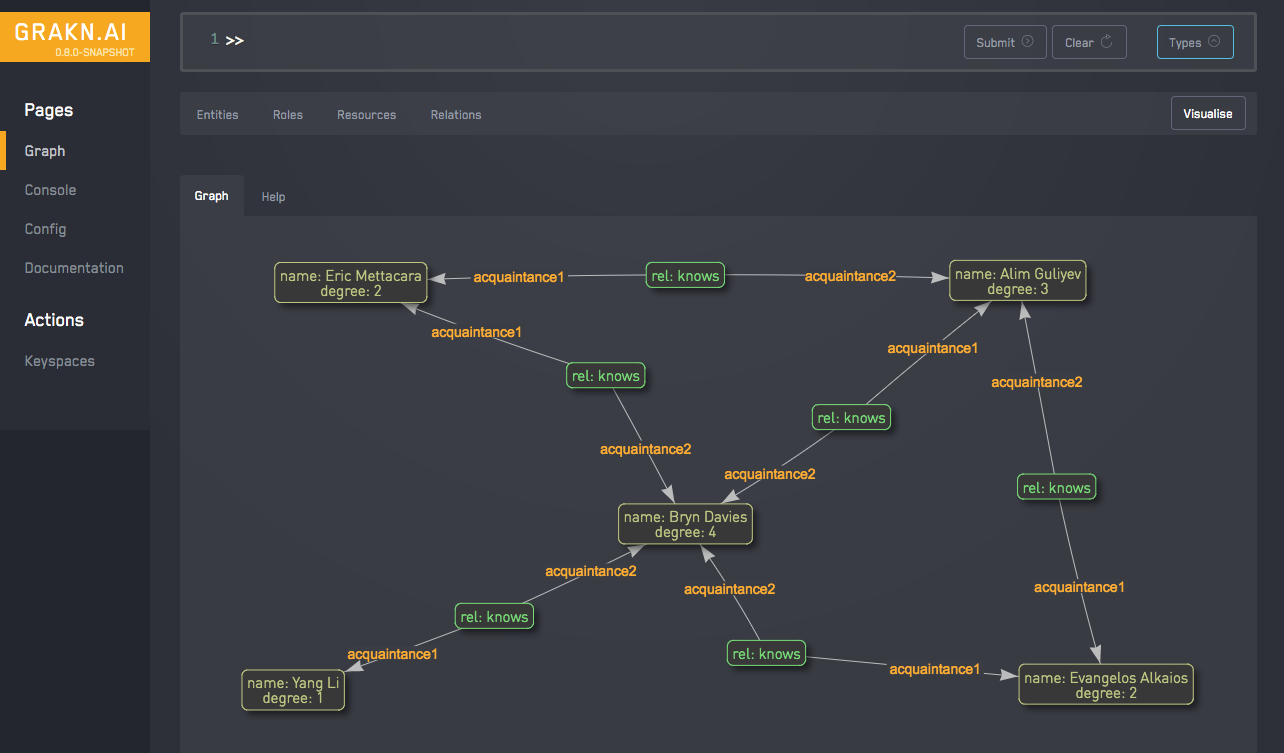 GRAKN.AI
0.8.0-SNAPSHOT
Pages
Graph
Console
Config
Documentation
Actions
Keyspaces
1 >>
Submit
Clear
Types
Entities
Roles
Resources
Relations
Visualise
Graph
Help
name: Eric Mettacara
degree: 2
acquaintance1
rel: knows
acquaintance2
name: Alim Guliyev
degree: 3
acquaintance1
acquaintance1
rel: knows
acquaintance2
rel: knows
acquaintance2
acquaintance2
rel: knows
name: Bryn Davies
degree: 4
acquaintance2
acquaintance2
acquaintance1
rel: knows
acquaintance1
rel: knows
acquaintance1
name: Yang Li
degree: 1
name: Evangelos Alkaios
degree: 2